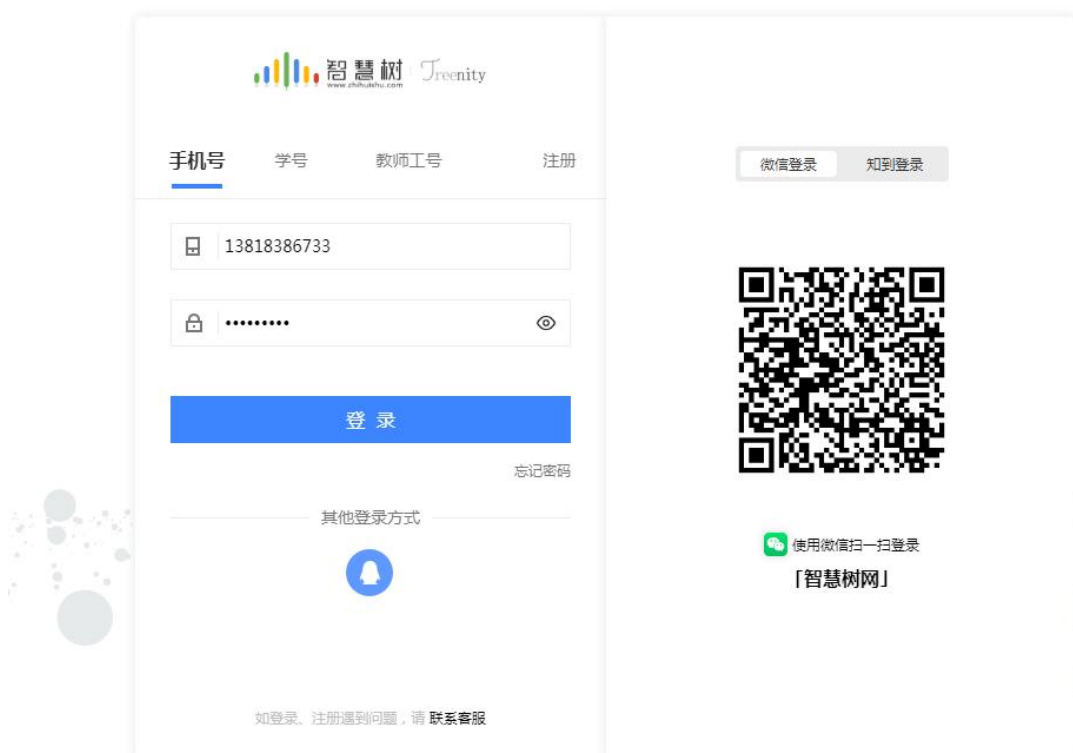 智慧树 Treenity
www.zhihuishu.com
手机号 学号 教师工号 注册
13818386733
•••••••••
登 录
忘记密码
其他登录方式
如登录、注册遇到问题，请 联系客服
微信登录 知到登录
使用微信扫一扫登录
「智慧树网」